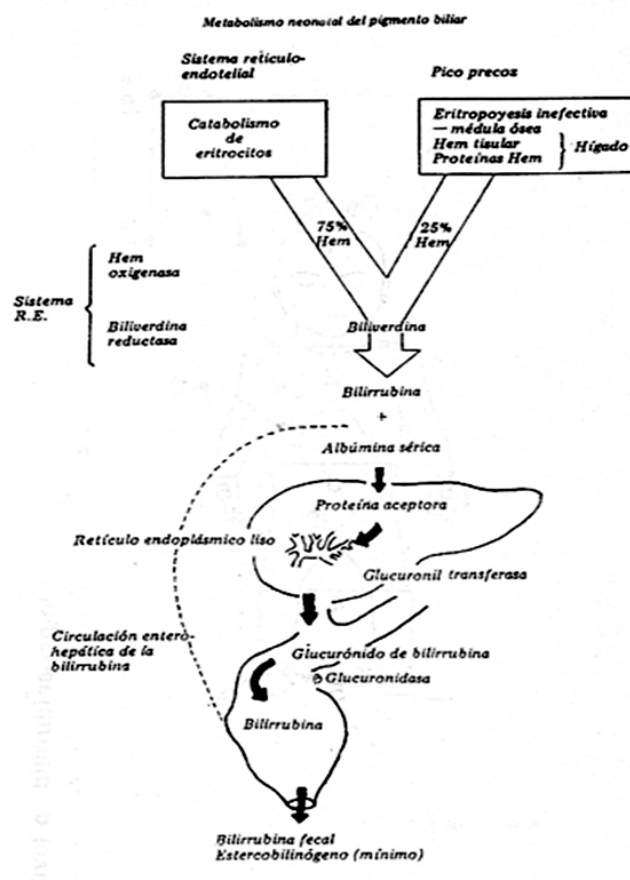 Metabolismo neonatal del pigmento biliar
Sistema retículo-
endotelial
Pico precoz
Catabolismo
de
eritrocitos
Eritropoyesis inefectiva
— médula ósea
Hem tisular
Proteínas Hem
Hígado
75%
Hem
25%
Hem
Sistema
R.E.
Hem
oxigenasa
Biliverdina
reductasa
Biliverdina
Bilirrubina
+
Albúmina sérica
Proteína aceptora
Retículo endoplásmico liso
Glucuronil transferasa
Circulación entero-
hepática de la
bilirrubina
Glucurónido de bilirrubina
Glucuronidasa
Bilirrubina
Bilirrubina fecal
Estercobilinógeno (mínimo)